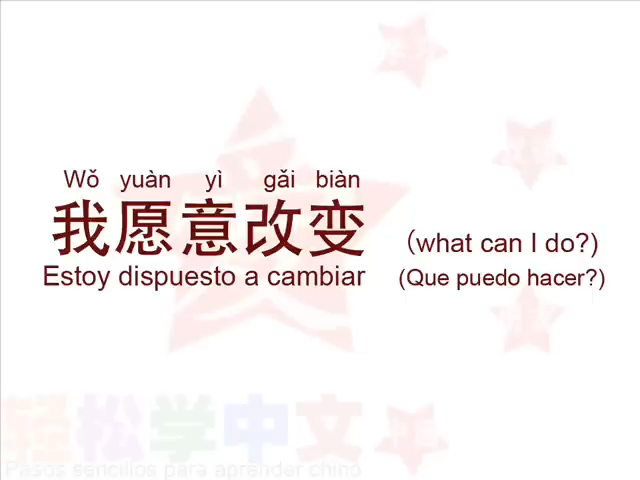 Wǒ yuàn yì gǎi biàn
我愿意改变 (what can I do?)
Estoy dispuesto a cambiar (Que puedo hacer?)
轻松学中文
Pasos sencillos para aprender chino